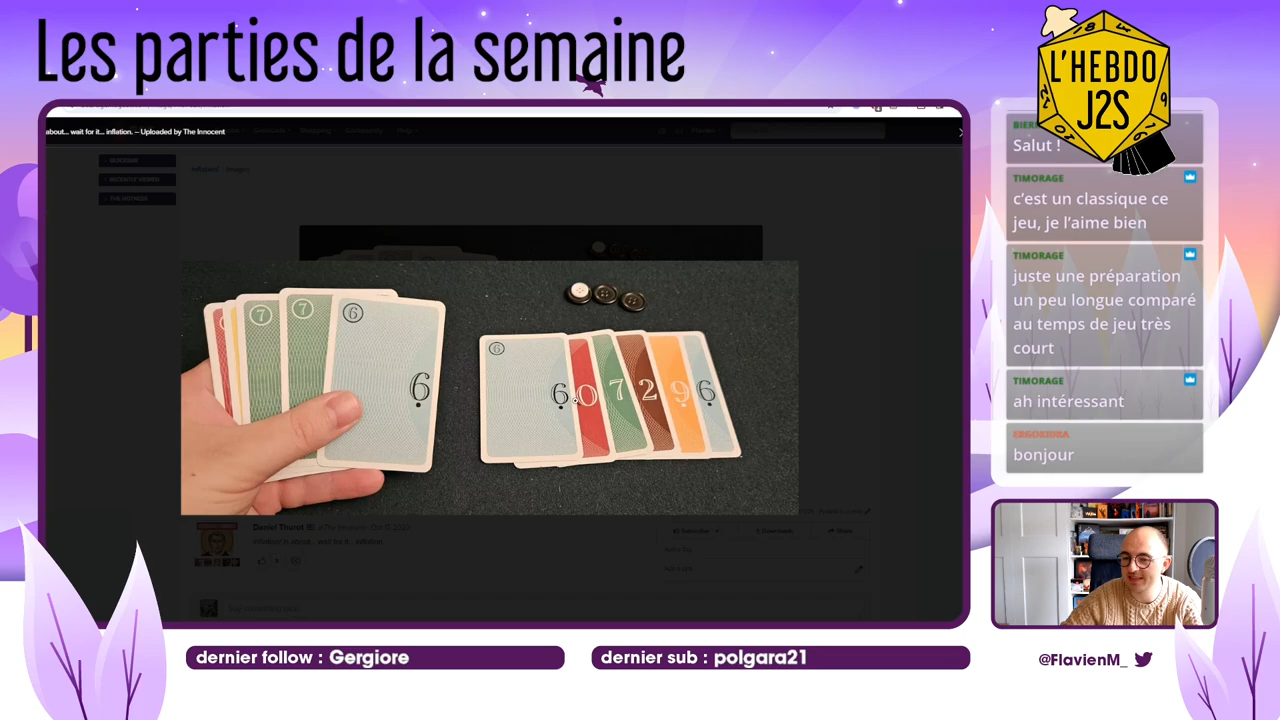 Les parties de la semaine
L'HEBDO
J2S
about... wait for it... inflation. – Uploaded by The Innocent
Salut !
TIMORAGE
c'est un classique ce
jeu, je l'aime bien
TIMORAGE
juste une préparation
un peu longue comparé
au temps de jeu très
court
TIMORAGE
ah intéressant
ERGOKIDDA
bonjour
7
7
6
6
6
6
0
7
2
9
6
Daniel Thurot
dernier follow : Gergiore
dernier sub : polgara21
@FlavienM_